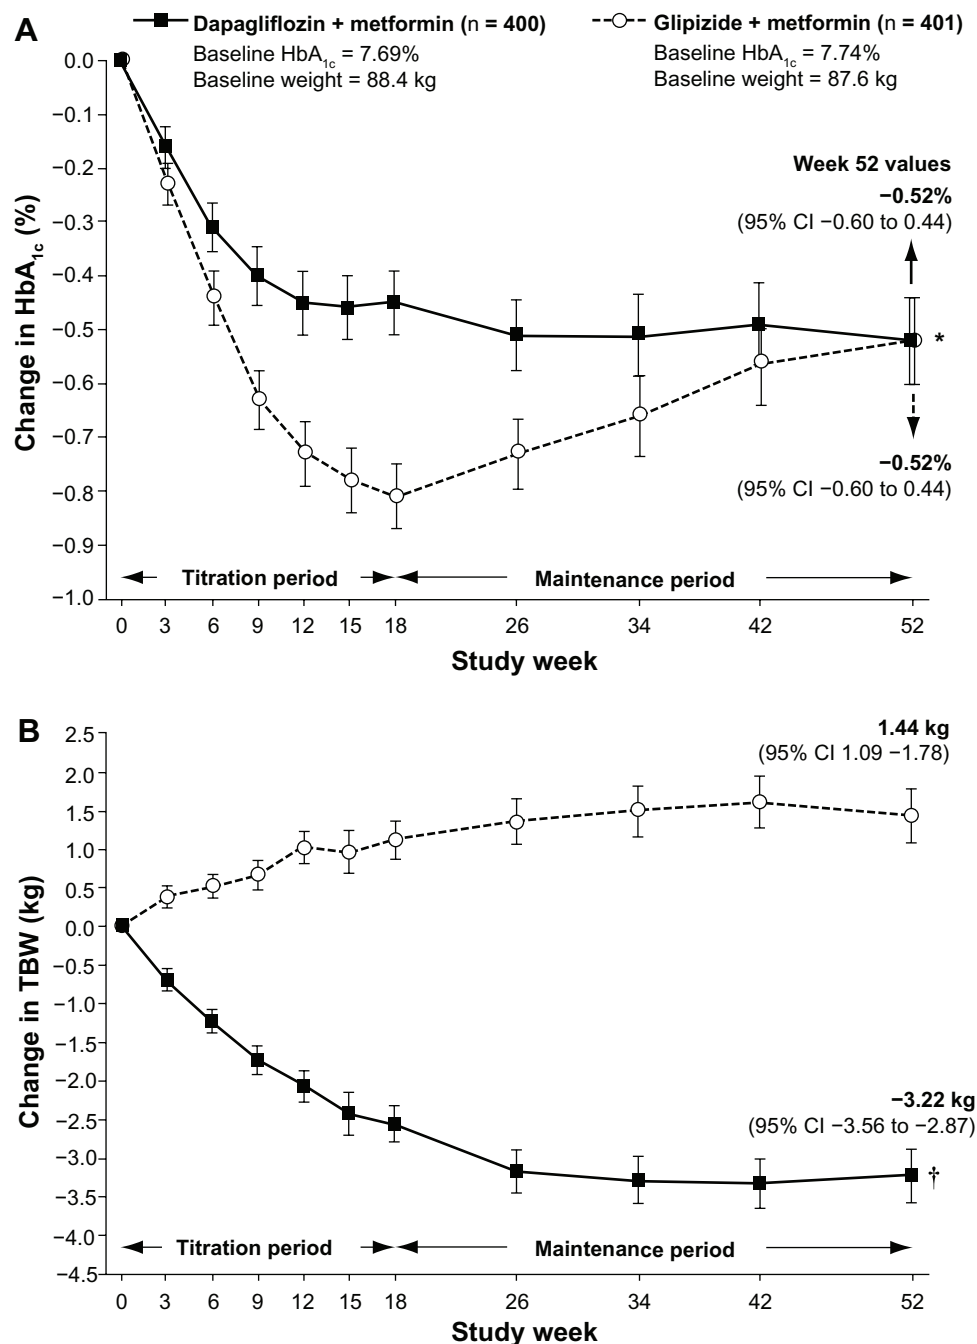 A
Dapagliflozin + metformin (n = 400)
Baseline HbA1c = 7.69%
Baseline weight = 88.4 kg
Glipizide + metformin (n = 401)
Baseline HbA1c = 7.74%
Baseline weight = 87.6 kg
Change in HbA1c (%)
0.0
−0.1
−0.2
−0.3
−0.4
−0.5
−0.6
−0.7
−0.8
−0.9
−1.0
Week 52 values
−0.52%
(95% CI −0.60 to 0.44)
*
−0.52%
(95% CI −0.60 to 0.44)
Titration period
Maintenance period
0 3 6 9 12 15 18 26 34 42 52
Study week
B
Change in TBW (kg)
2.5
2.0
1.5
1.0
0.5
0.0
−0.5
−1.0
−1.5
−2.0
−2.5
−3.0
−3.5
−4.0
−4.5
1.44 kg
(95% CI 1.09 −1.78)
−3.22 kg
(95% CI −3.56 to −2.87)
†
Titration period
Maintenance period
0 3 6 9 12 15 18 26 34 42 52
Study week